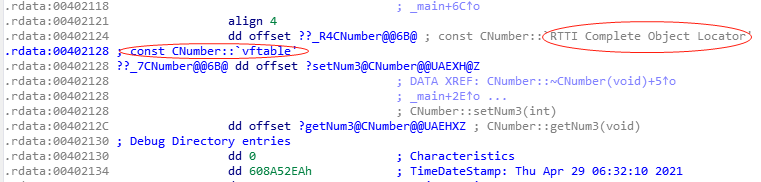 .rdata:00402118 ; _main+6C↑o
.rdata:00402121 align 4
.rdata:00402124 dd offset ??_R4CNumber@@6B@ ; const CNumber::`RTTI Complete Object Locator'
.rdata:00402128 ; const CNumber::`vftable'
.rdata:00402128 ??_7CNumber@@6B@ dd offset ?setNum3@CNumber@@UAEXH@Z
.rdata:00402128 ; DATA XREF: CNumber::~CNumber(void)+5↑o
.rdata:00402128 ; _main+2E↑o ...
.rdata:00402128 ; CNumber::setNum3(int)
.rdata:0040212C dd offset ?getNum3@CNumber@@UAEHXZ ; CNumber::getNum3(void)
.rdata:00402130 ; Debug Directory entries
.rdata:00402130 dd 0 ; Characteristics
.rdata:00402134 dd 608A52EAh ; TimeDateStamp: Thu Apr 29 06:32:10 2021